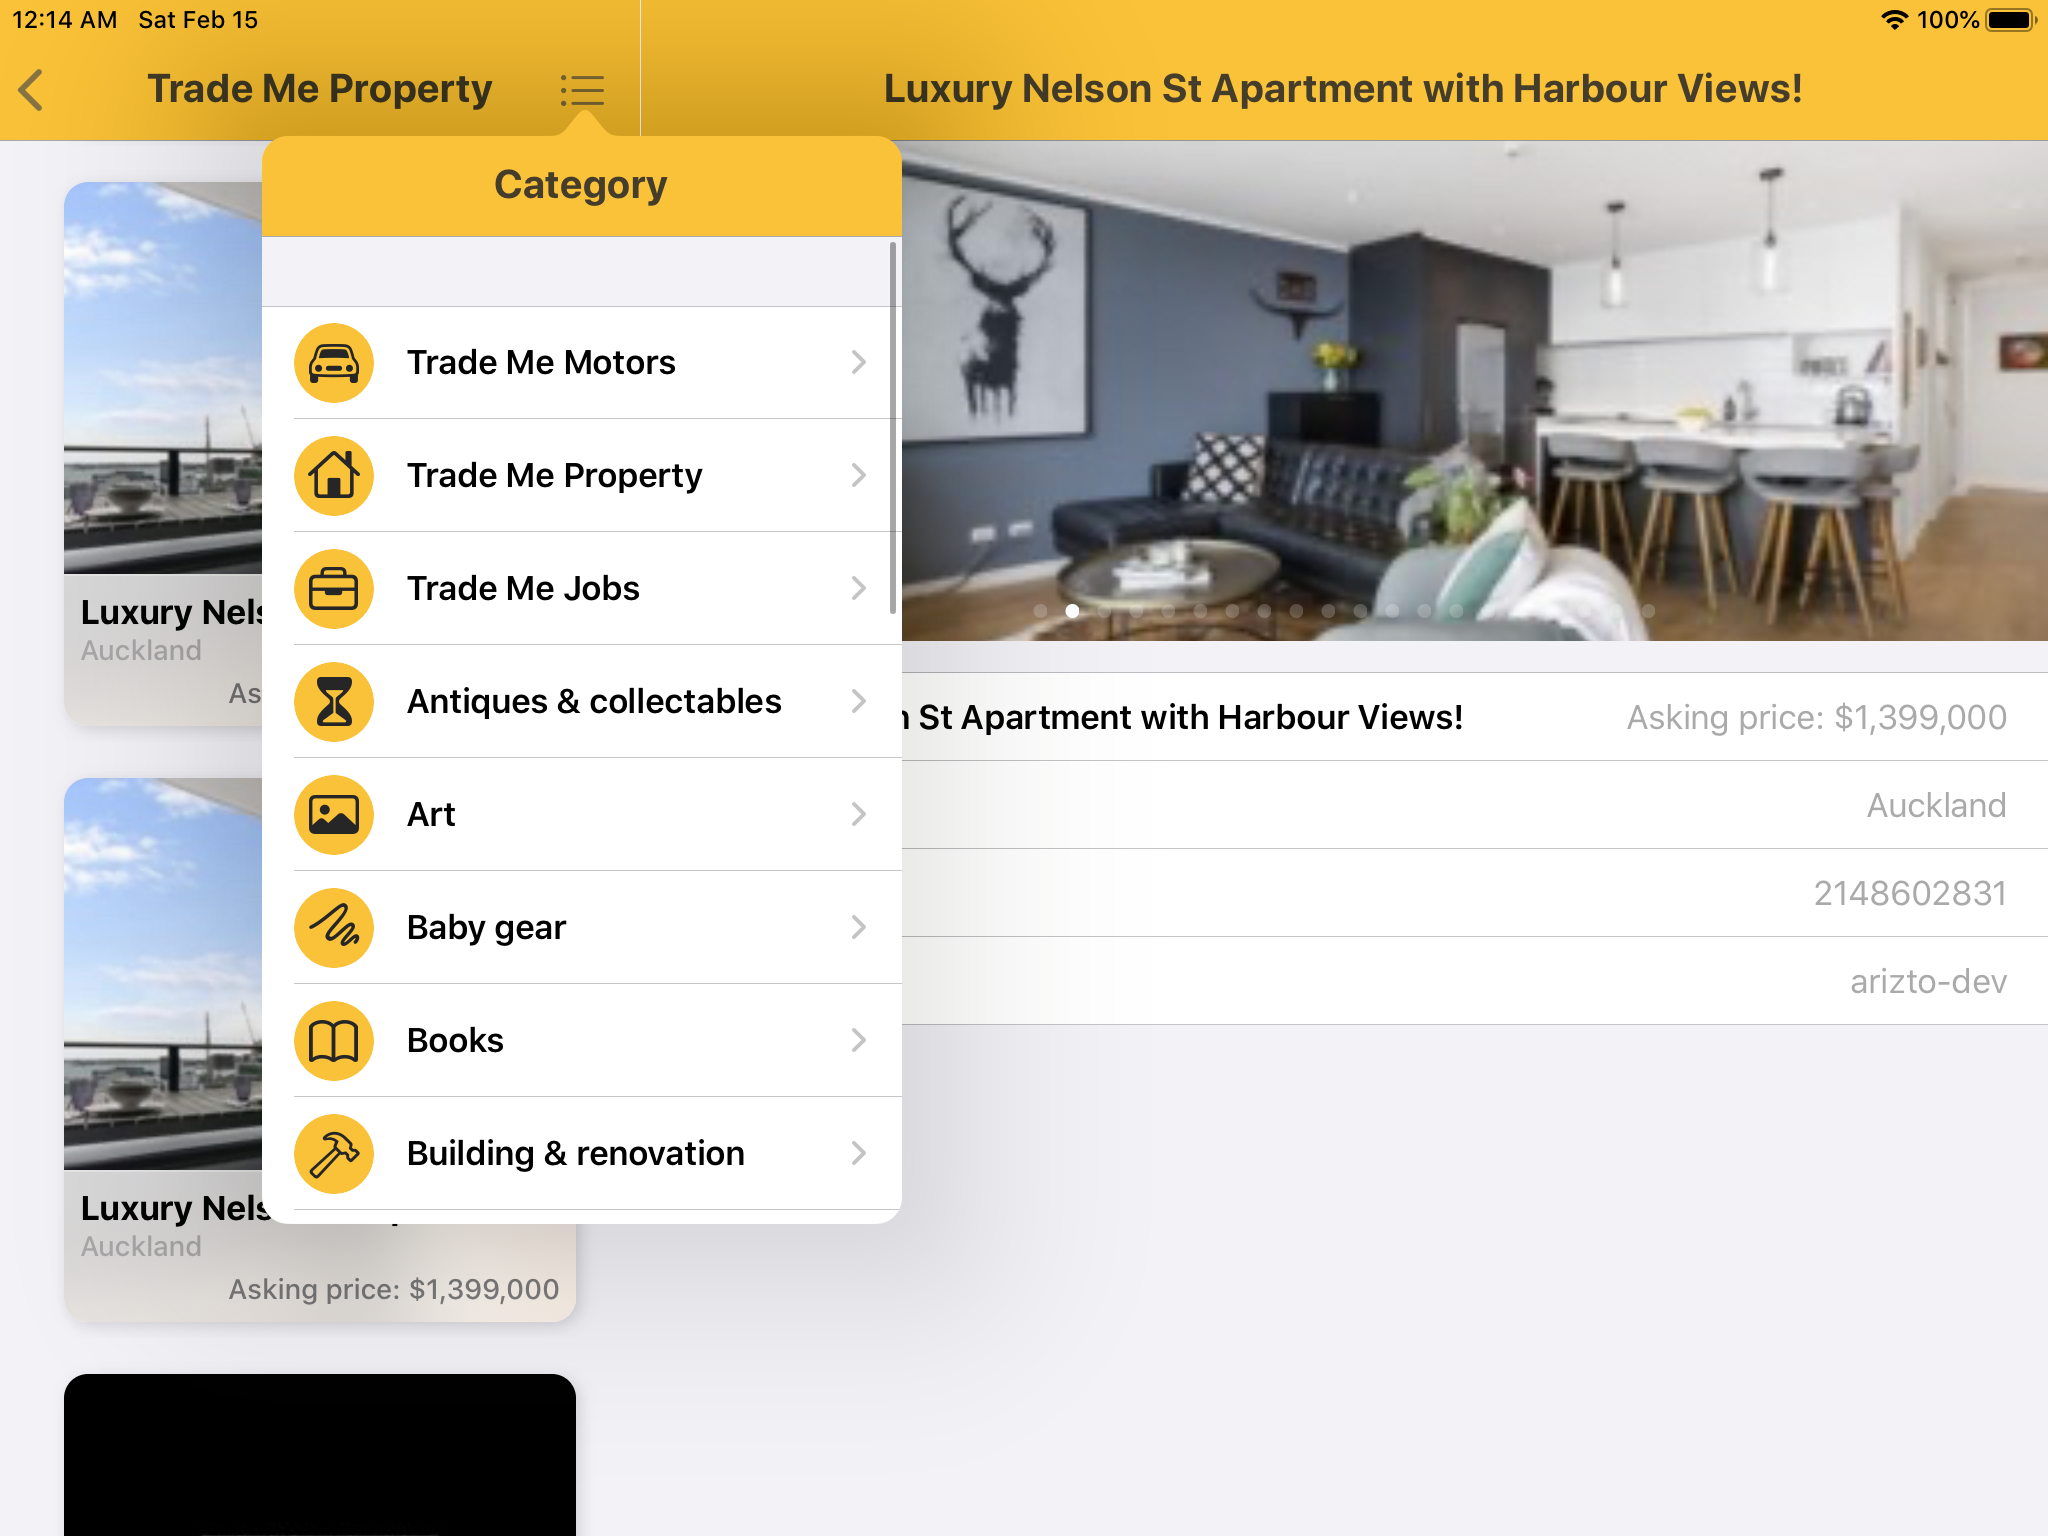 12:14 AM Sat Feb 15
100%
Trade Me Property
Luxury Nelson St Apartment with Harbour Views!
Category
Trade Me Motors
Trade Me Property
Trade Me Jobs
Antiques & collectables
Art
Baby gear
Books
Building & renovation
Luxury Nels
Auckland
As
Luxury Nels
Auckland
Asking price: $1,399,000
St Apartment with Harbour Views!
Asking price: $1,399,000
Auckland
2148602831
arizto-dev